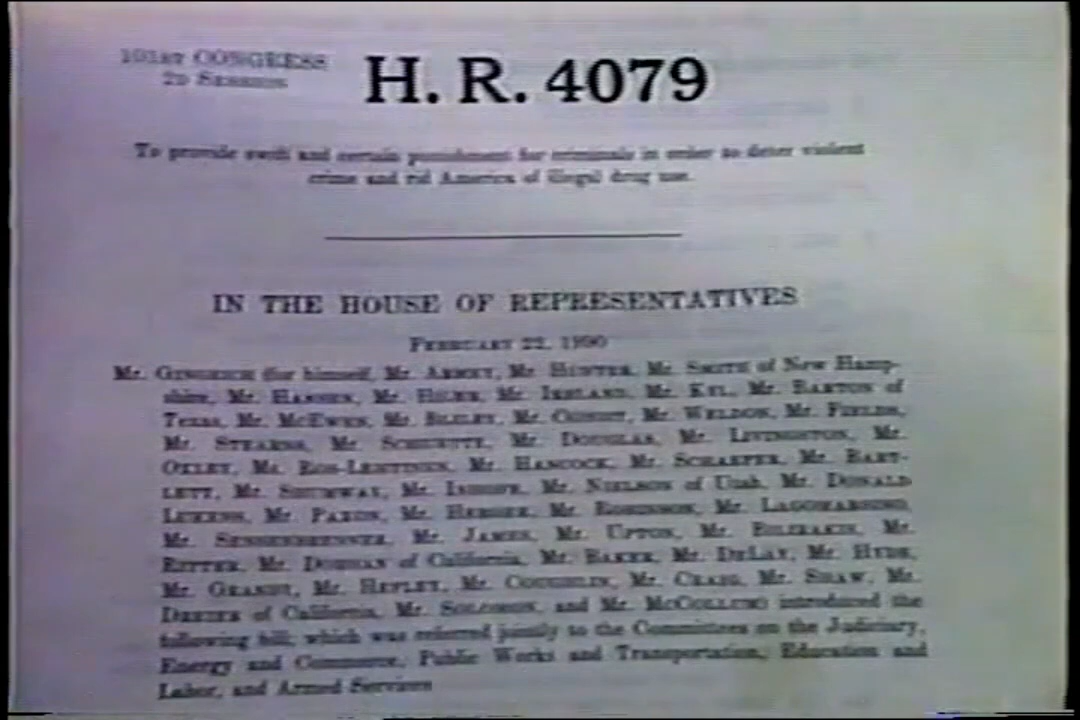 101ST CONGRESS
2D SESSION
H. R. 4079
To provide swift and certain punishment for criminals in order to deter violent
crime and rid America of illegal drug use.
IN THE HOUSE OF REPRESENTATIVES
FEBRUARY 22, 1990
Mr. GINGRICH (for himself, Mr. ARMEY, Mr. HUNTER, Mr. SMITH of New Hamp-
shire, Mr. HANSEN, Mr. HILER, Mr. IRELAND, Mr. KYL, Mr. BARTON of
Texas, Mr. MCEWEN, Mr. BLILEY, Mr. Mr. WELDON, Mr. FIELDS,
Mr. STEARNS, Mr. SCHUETTE, Mr. DOUGLAS, Mr. LIVINGSTON, Mr.
OXLEY, Ms. ROS-LEHTINEN, Mr. HANCOCK, Mr. SCHAEFER, Mr. BART-
LETT, Mr. SHUMWAY, Mr. INHOFE, Mr. NIELSON of Utah, Mr. DONALD
LUKENS, Mr. PAXON, Mr. HERGER, Mr. ROBINSON, Mr. LAGOMARSINO,
Mr. SENSENBRENNER, Mr. JAMES, Mr. UPTON, Mr. BILIRAKIS, Mr.
RITTER, Mr. DORNAN of California, Mr. BAKER, Mr. DELAY, Mr. HYDE,
Mr. GRANDY, Mr. HEFLEY, Mr. COUGHLIN, Mr. CRAIG, Mr. SHAW, Mr.
DREIER of California, Mr. SOLOMON, and Mr. MCCOLLUM) introduced the
following bill; which was referred jointly to the Committees on the Judiciary,
Energy and Commerce, Public Works and Transportation, Education and
Labor, and Armed Services